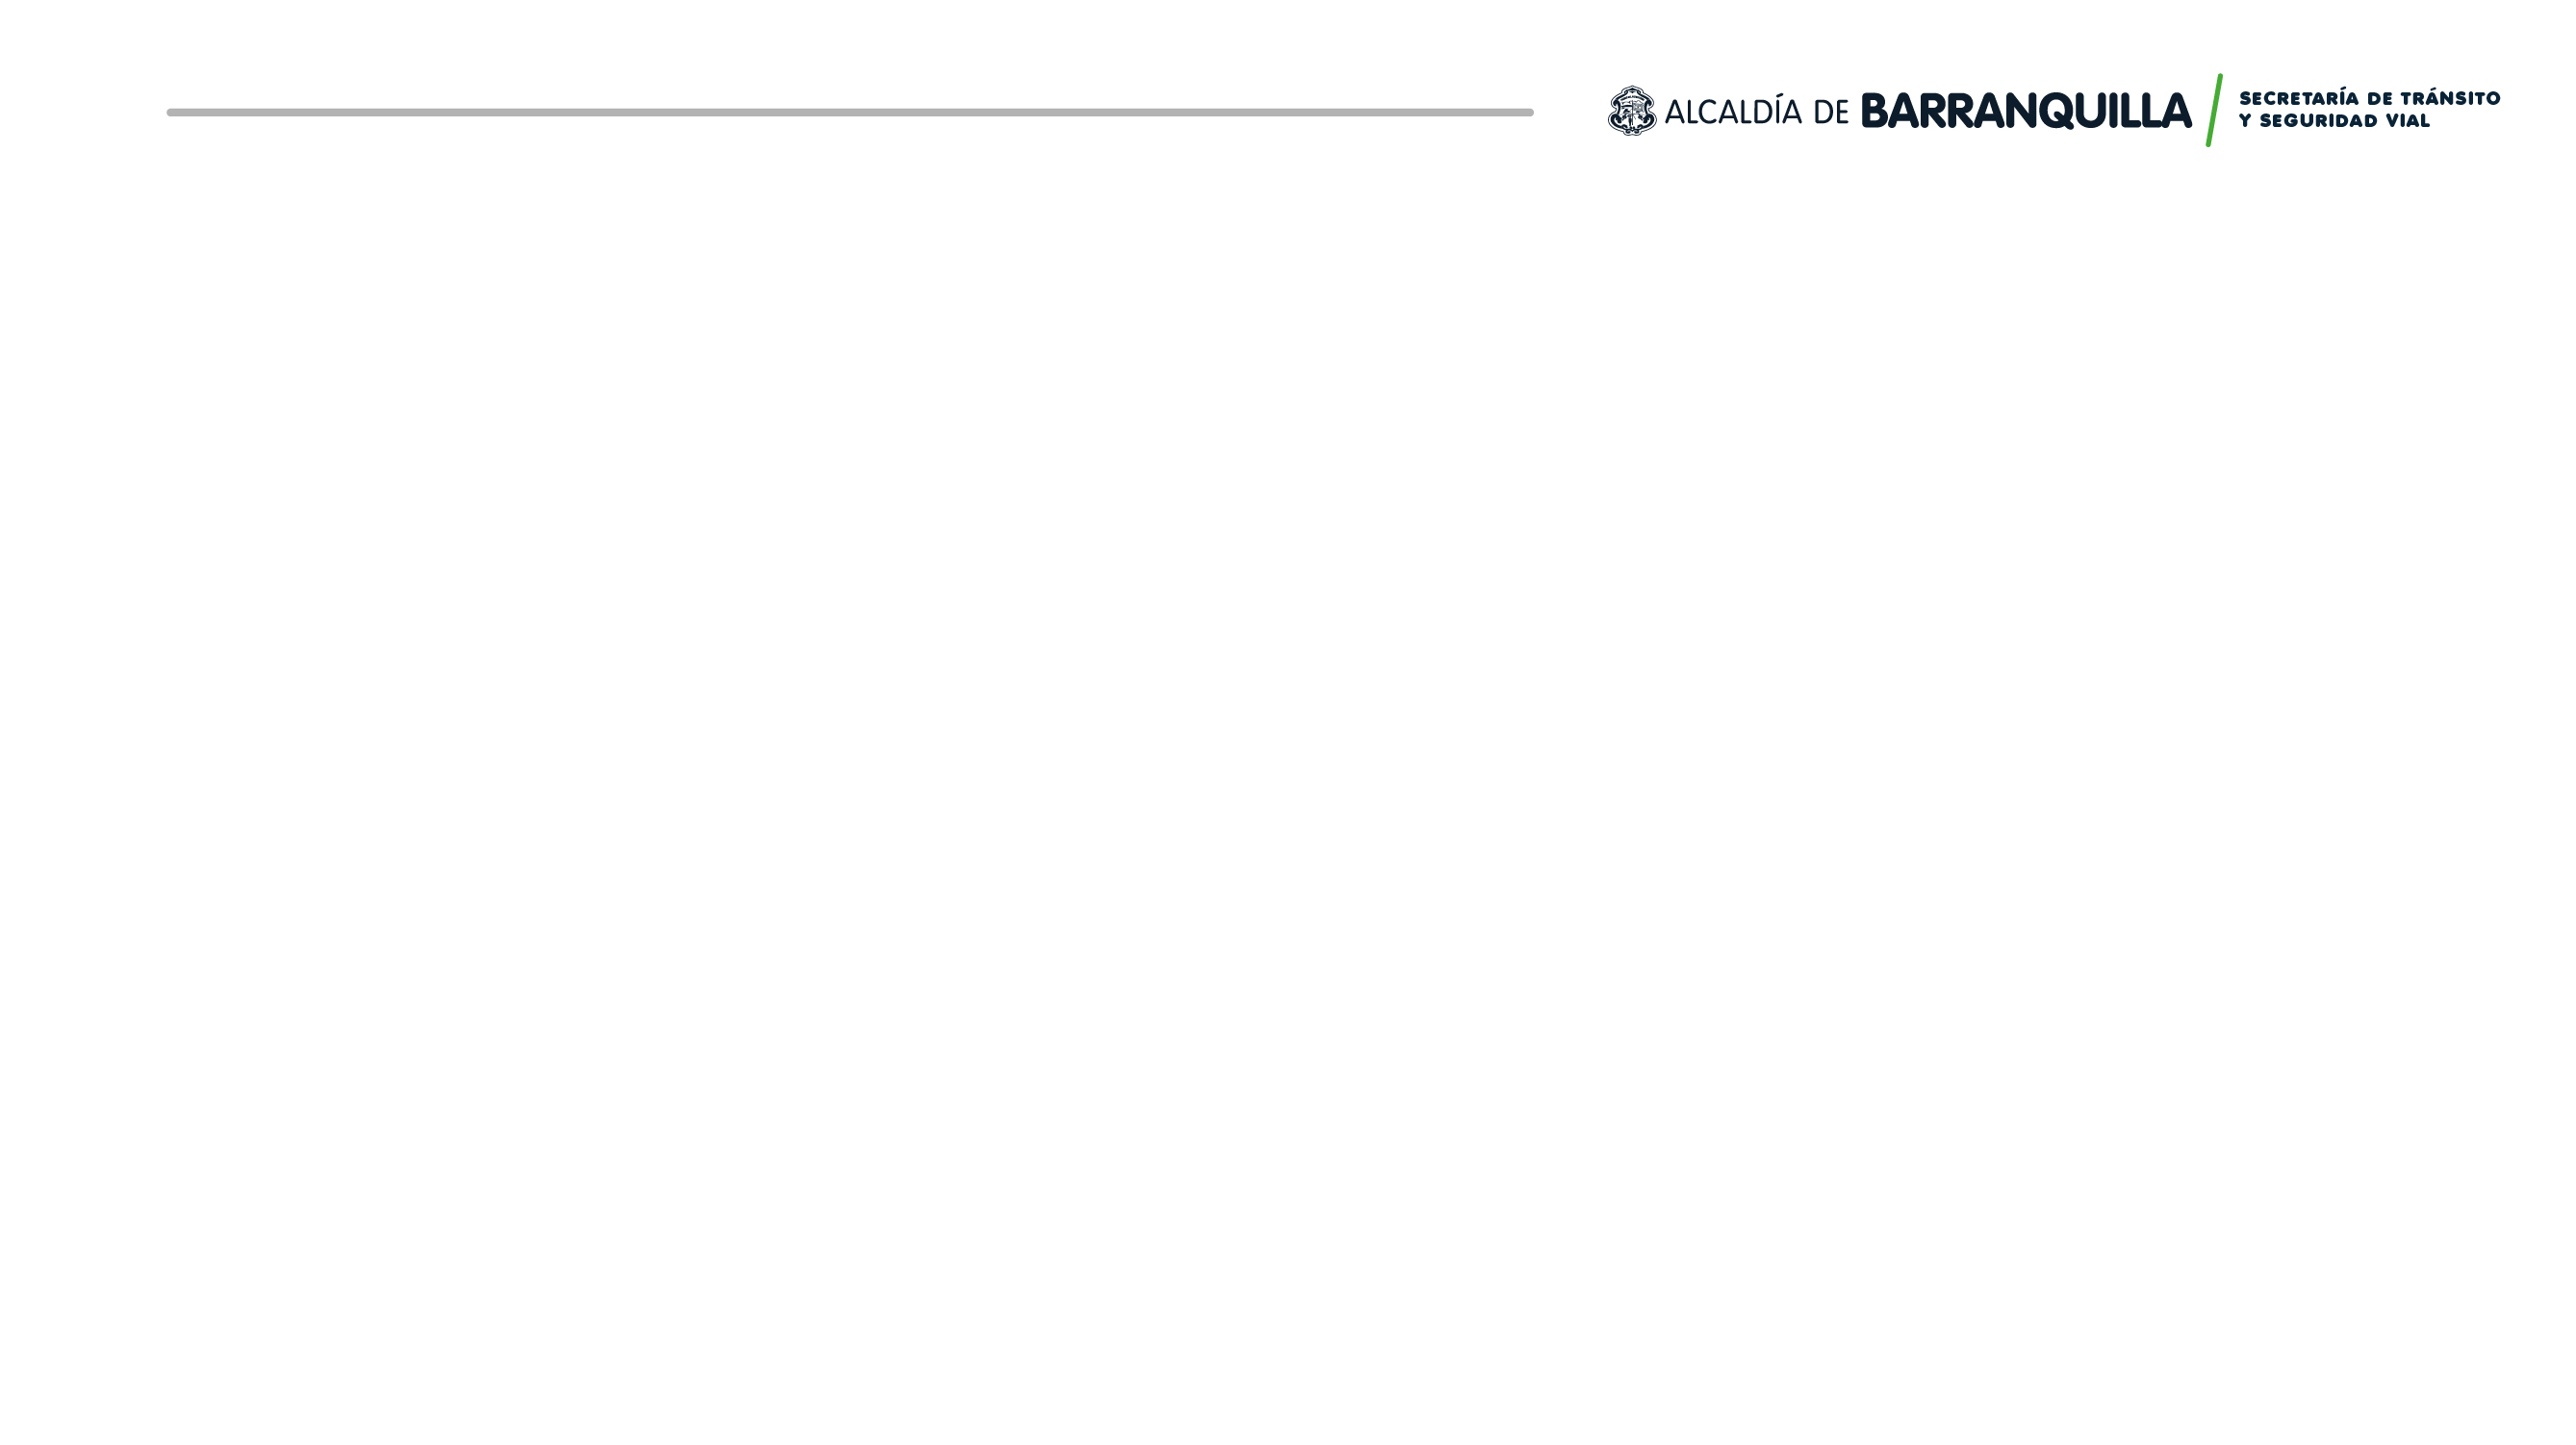 ALCALDÍA DE BARRANQUILLA
SECRETARÍA DE TRÁNSITO
Y SEGURIDAD VIAL